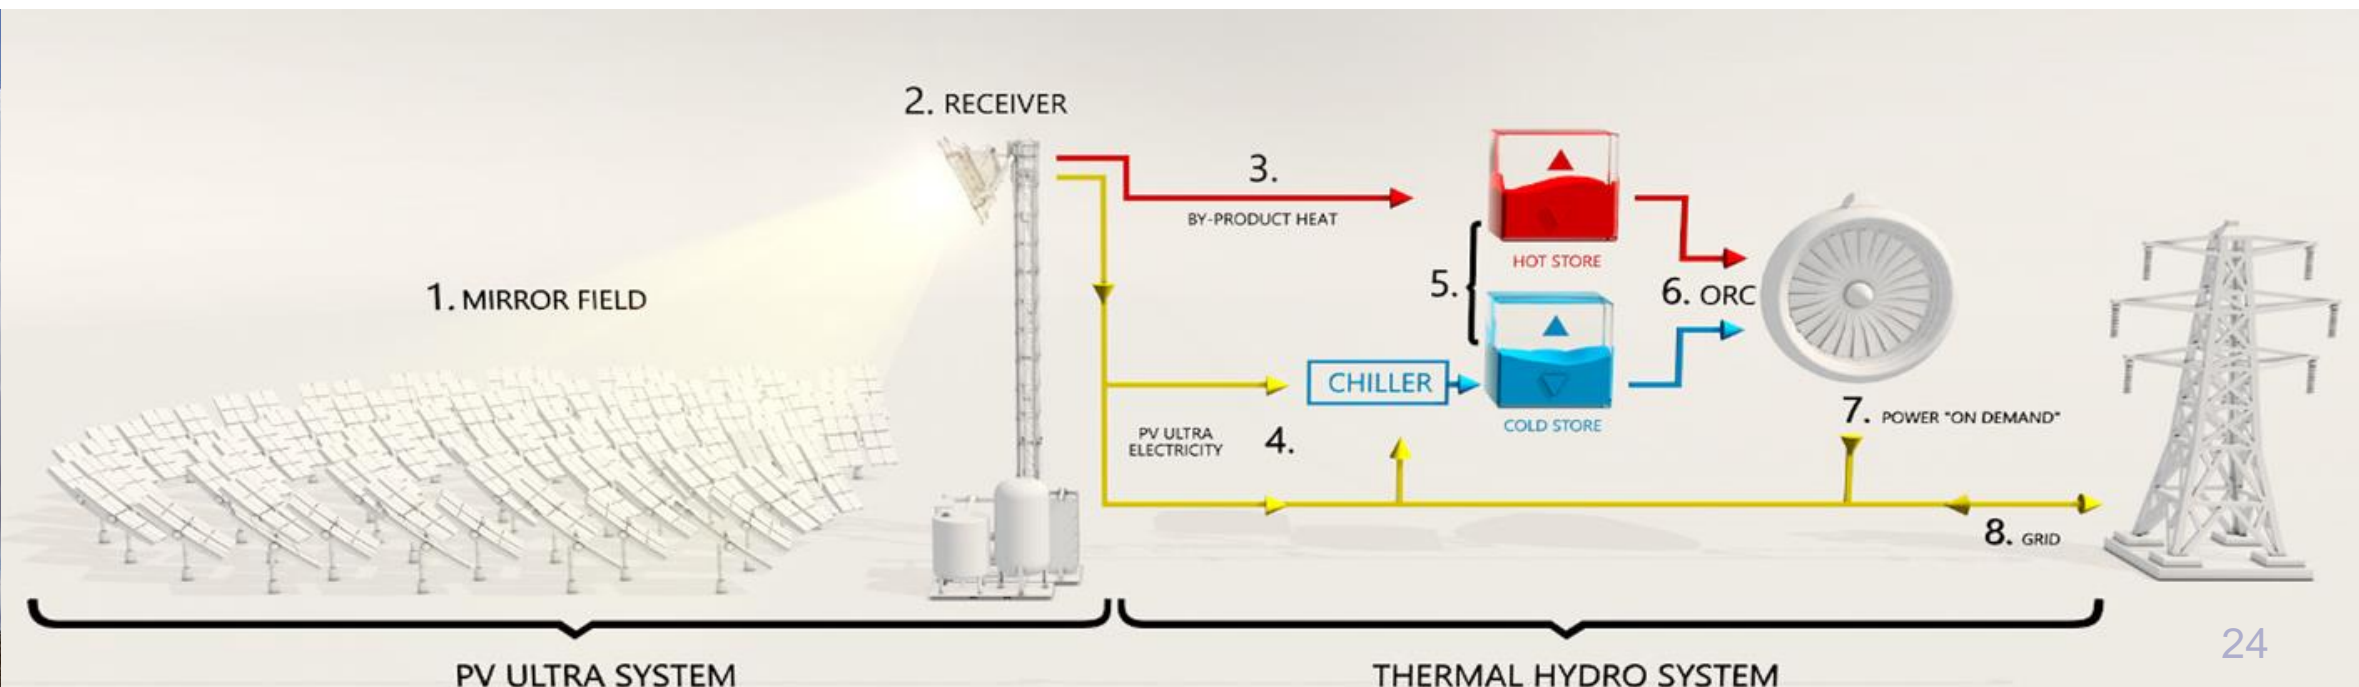 2. RECEIVER
3.
BY-PRODUCT HEAT
HOT STORE
1. MIRROR FIELD
5.
6. ORC
CHILLER
COLD STORE
7. POWER "ON DEMAND"
PV ULTRA
ELECTRICITY
4.
8. GRID
24
PV ULTRA SYSTEM
THERMAL HYDRO SYSTEM